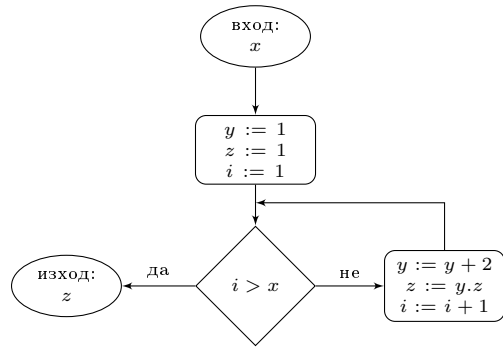 вход:
x
y := 1
z := 1
i := 1
i > x
да
не
изход:
z
y := y + 2
z := y.z
i := i + 1